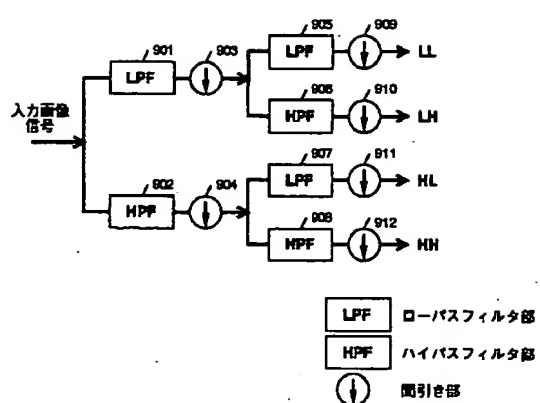 901
903
905
909
LPF
LPF
LL
906
910
入力画像
信号
HPF
LH
902
904
907
911
HPF
LPF
HL
908
912
HPF
HH
LPF
ローパスフィルタ部
HPF
ハイパスフィルタ部
間引き部